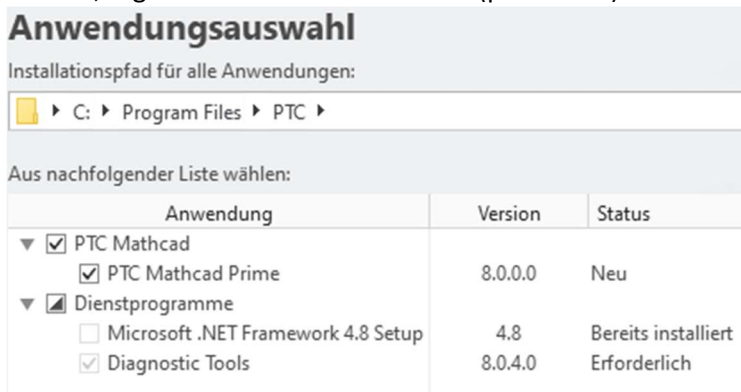 Anwendungsauswahl
Installationspfad für alle Anwendungen:
C: Program Files PTC
Aus nachfolgender Liste wählen:
Anwendung Version Status
PTC Mathcad
PTC Mathcad Prime 8.0.0.0 Neu
Dienstprogramme
Microsoft .NET Framework 4.8 Setup 4.8 Bereits installiert
Diagnostic Tools 8.0.4.0 Erforderlich